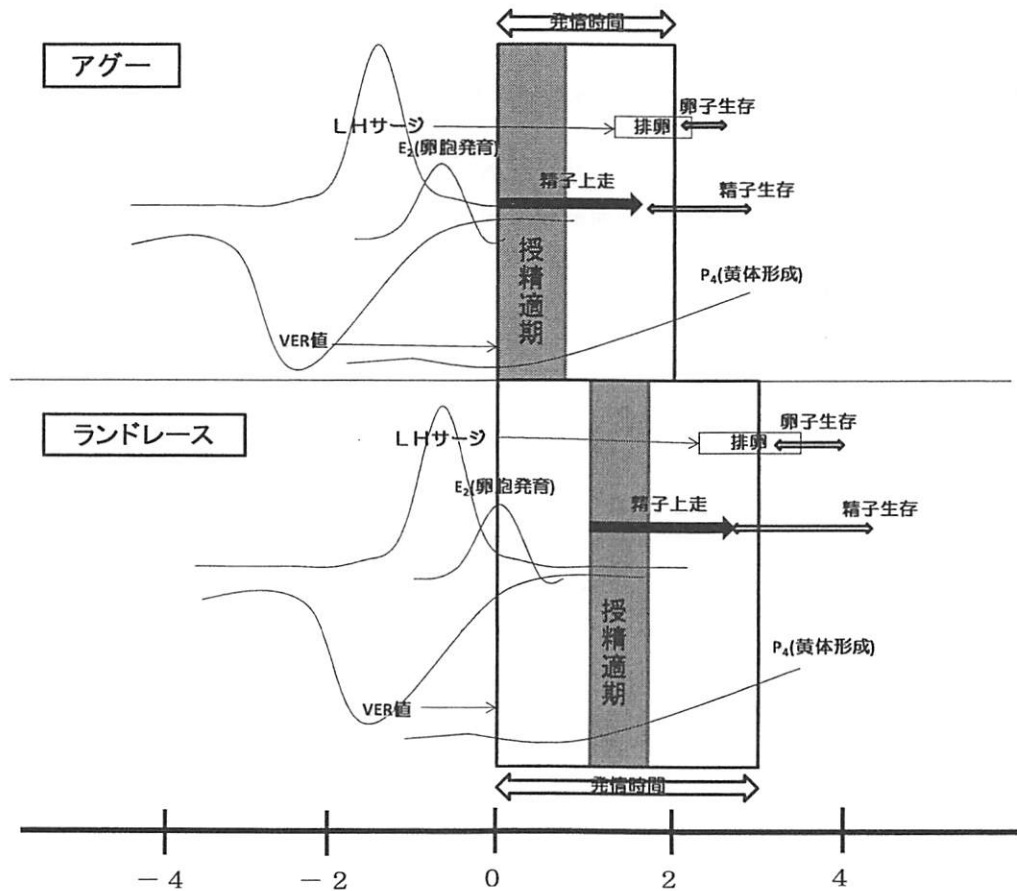 発情時間
アグー
卵子生存
LHサージ
排卵
E₂(卵胞発育)
精子上走
精子生存
授精適期
P₄(黄体形成)
VER値
ランドレース
卵子生存
LHサージ
排卵
E₂(卵胞発育)
精子上走
精子生存
授精適期
P₄(黄体形成)
VER値
発情時間
－4 －2 0 2 4